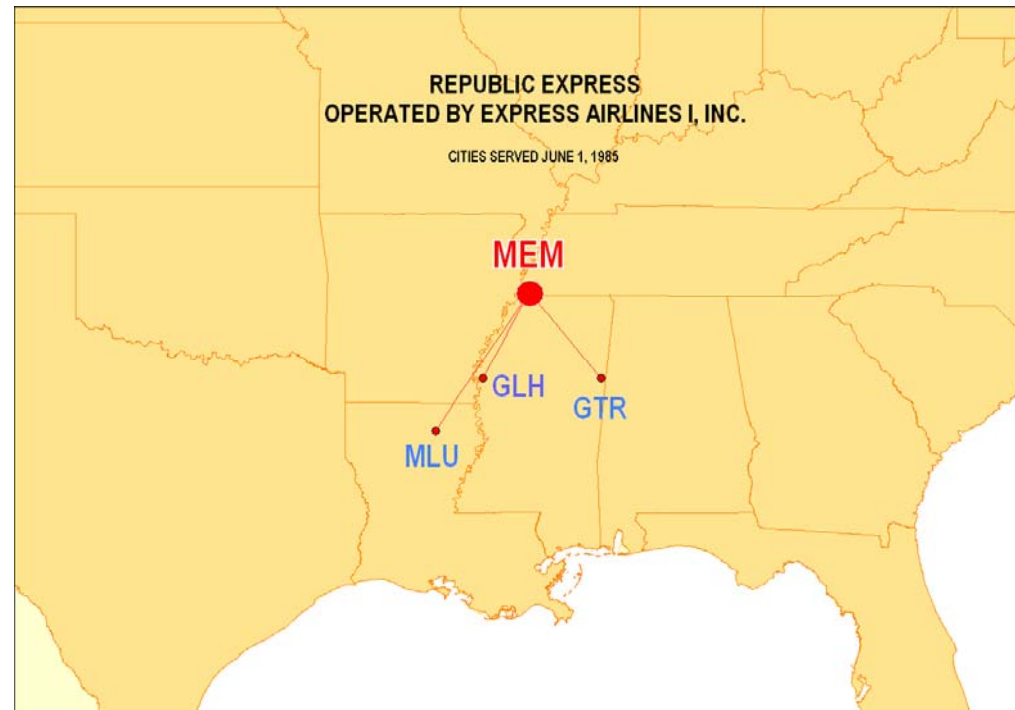 REPUBLIC EXPRESS
OPERATED BY EXPRESS AIRLINES I, INC.
CITIES SERVED JUNE 1, 1985
MEM
GLH
GTR
MLU